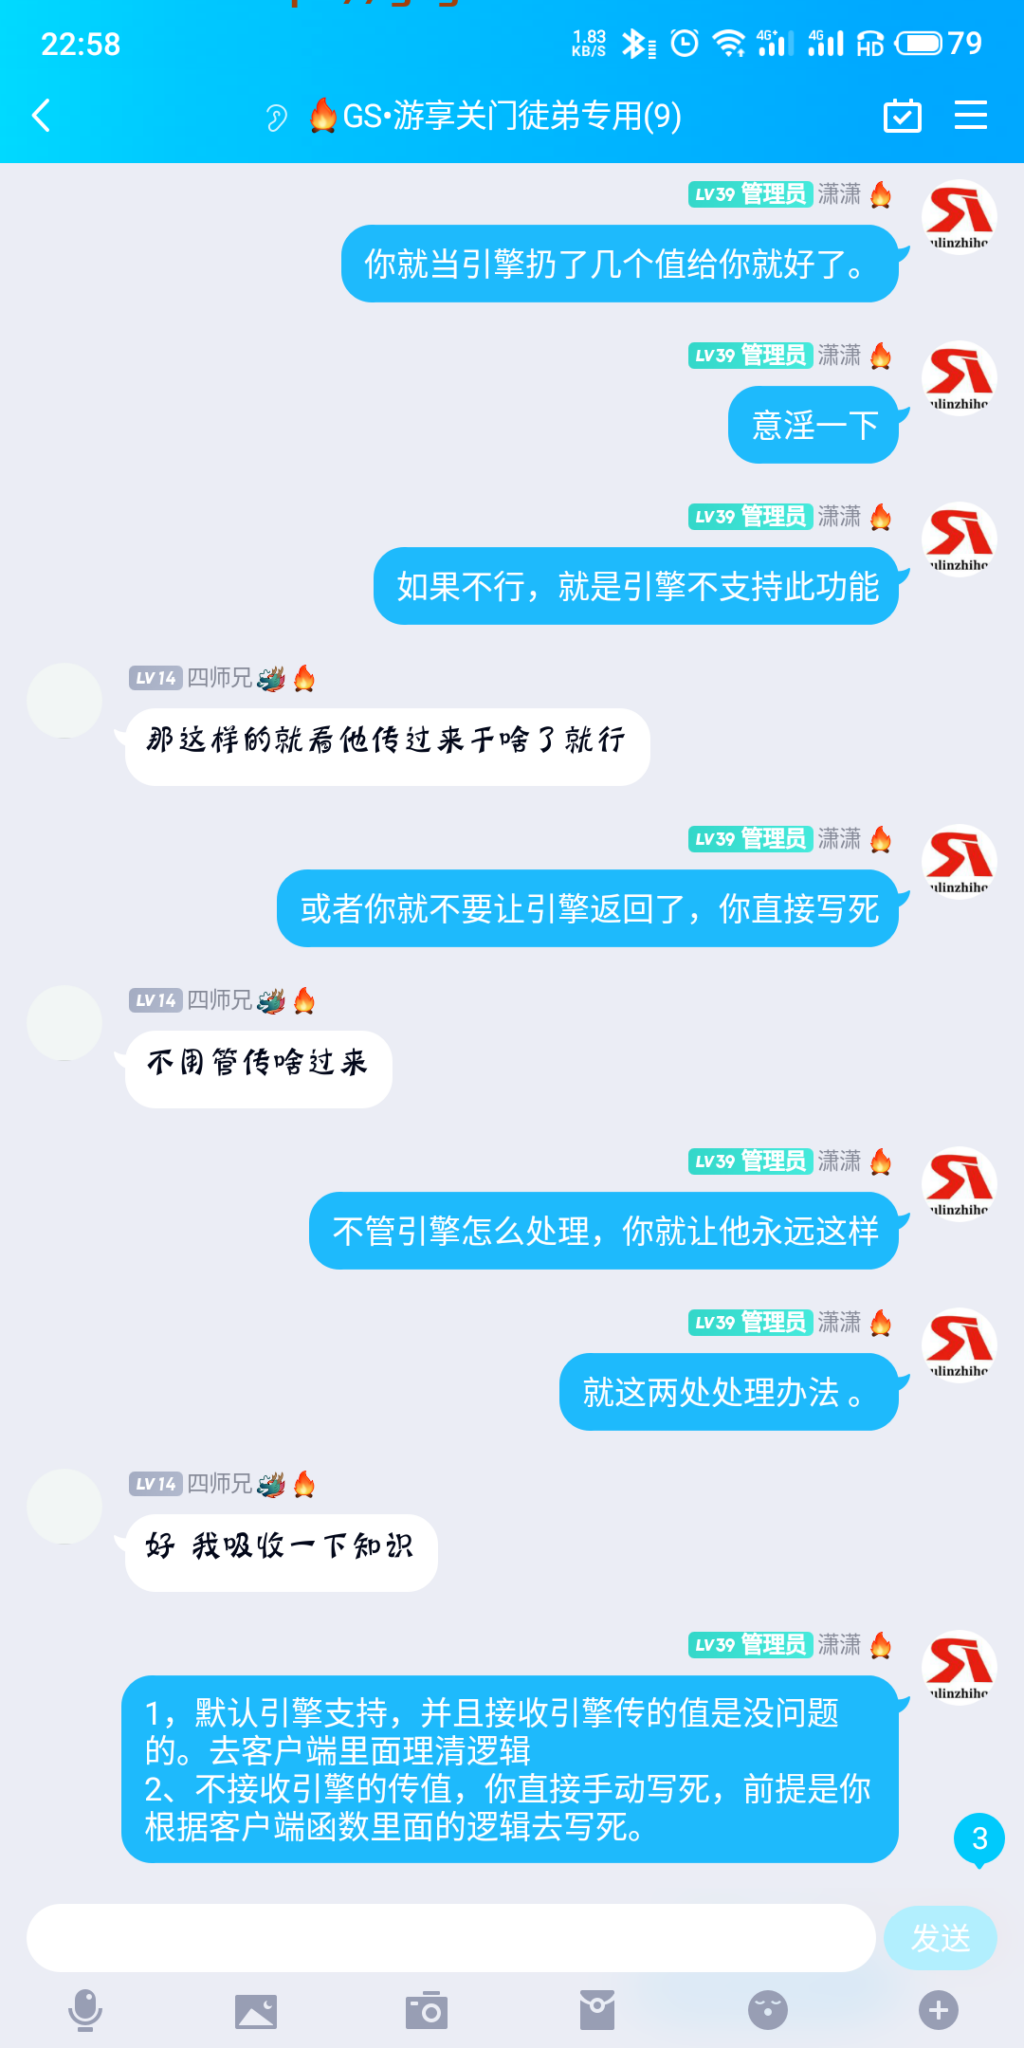 22:58
1.83
KB/S
4G+
4G
HD
79
GS•游享关门徒弟专用(9)
LV39 管理员 潇潇
你就当引擎扔了几个值给你就好了。
ulinzhiho
LV39 管理员 潇潇
意淫一下
ulinzhiho
LV39 管理员 潇潇
如果不行，就是引擎不支持此功能
ulinzhiho
LV14 四师兄
那这样的就看他传过来干啥了就行
LV39 管理员 潇潇
或者你就不要让引擎返回了，你直接写死
ulinzhiho
LV14 四师兄
不用管传啥过来
LV39 管理员 潇潇
不管引擎怎么处理，你就让他永远这样
ulinzhiho
LV39 管理员 潇潇
就这两处处理办法 。
ulinzhiho
LV14 四师兄
好 我吸收一下知识
LV39 管理员 潇潇
1，默认引擎支持，并且接收引擎传的值是没问题
的。去客户端里面理清逻辑
2、不接收引擎的传值，你直接手动写死，前提是你
根据客户端函数里面的逻辑去写死。
ulinzhiho
3
发送